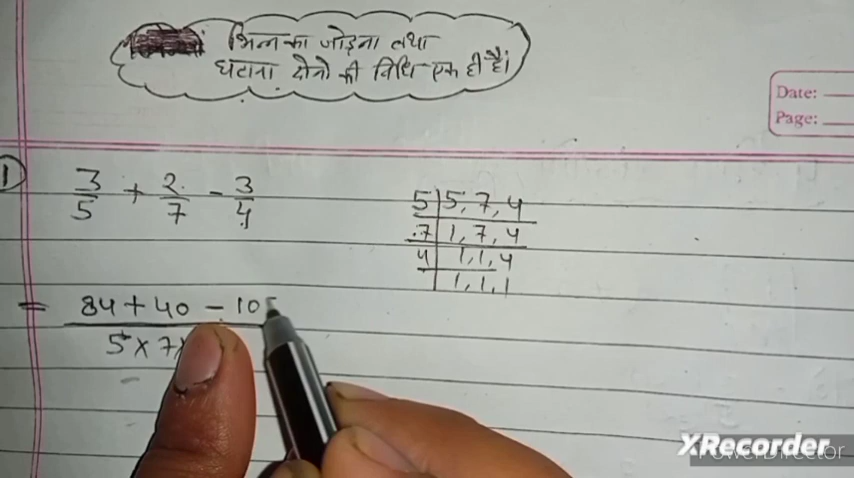 भिन्न का जोड़ना तथा
घटाना दोनो की विधि एक ही है।
Date:
Page:
1
3/5 + 2/7 - 3/4
5 | 5, 7, 4
7 | 1, 7, 4
4 | 1, 1, 4
1, 1, 1
= 84 + 40 - 105
5 x 7 x
XRecorder
PowerDirector